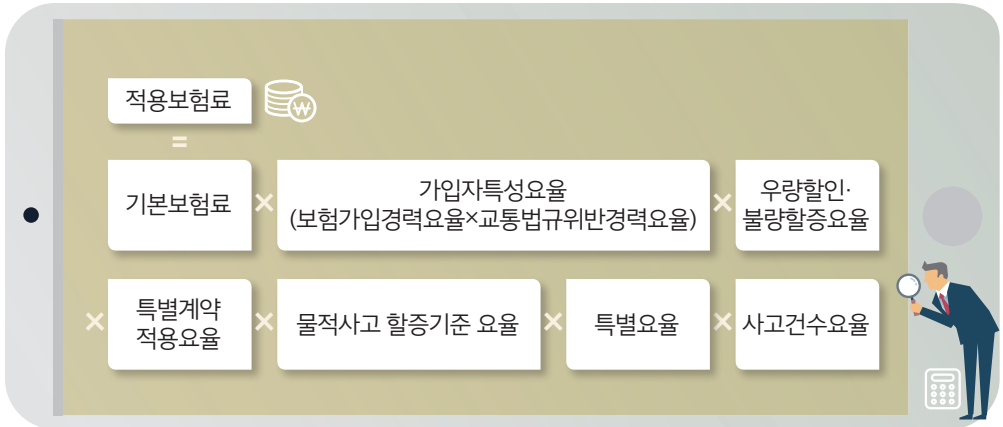 적용보험료
=
기본보험료 × 가입자특성요율 × 우량할인·
(보험가입경력요율×교통법규위반경력요율) 불량할증요율
× 특별계약 × 물적사고 할증기준 요율 × 특별요율 × 사고건수요율
적용요율